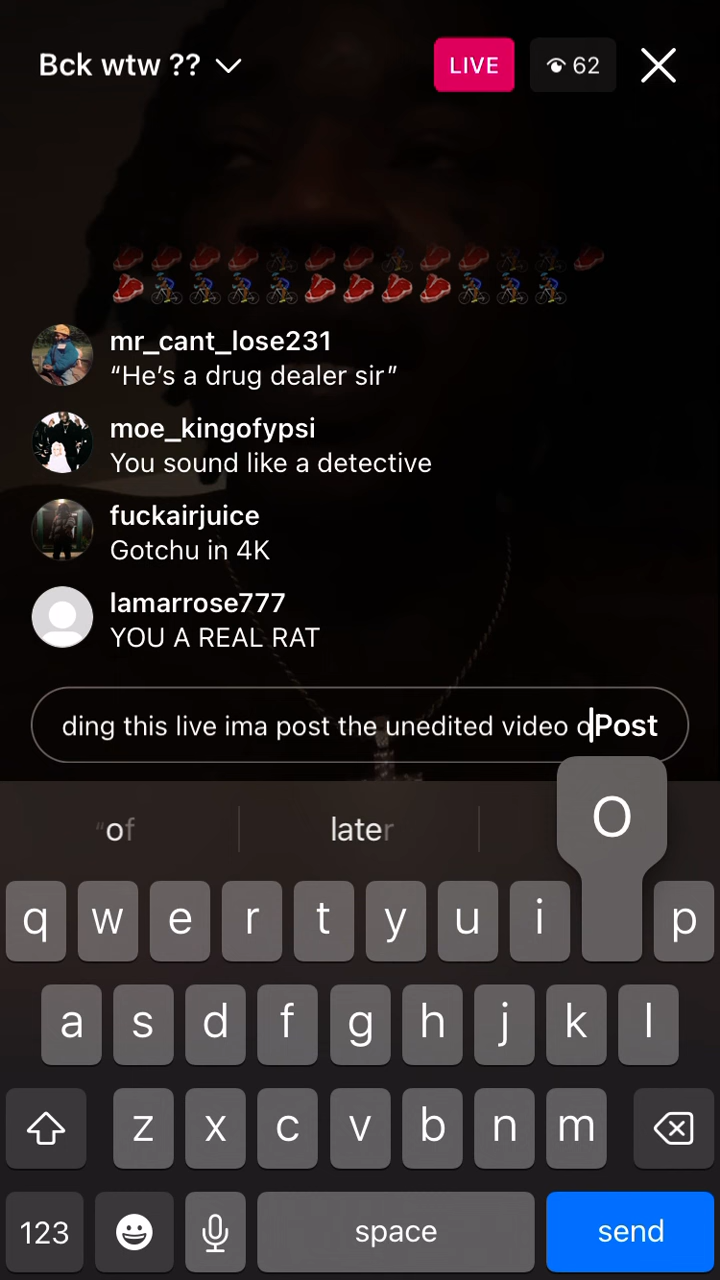 Bck wtw ??
LIVE
62
🥩🥩🥩🥩🚴🥩🥩🚴🥩🥩🚴🚴🥩
🥩🚴🚴🚴🚴🥩🥩🥩🥩🚴🚴🚴
mr_cant_lose231
“He’s a drug dealer sir”
moe_kingofypsi
You sound like a detective
fuckairjuice
Gotchu in 4K
lamarrose777
YOU A REAL RAT
ding this live ima post the unedited video o Post
“of later
O
q w e r t y u i p
a s d f g h j k l
z x c v b n m
123 space send